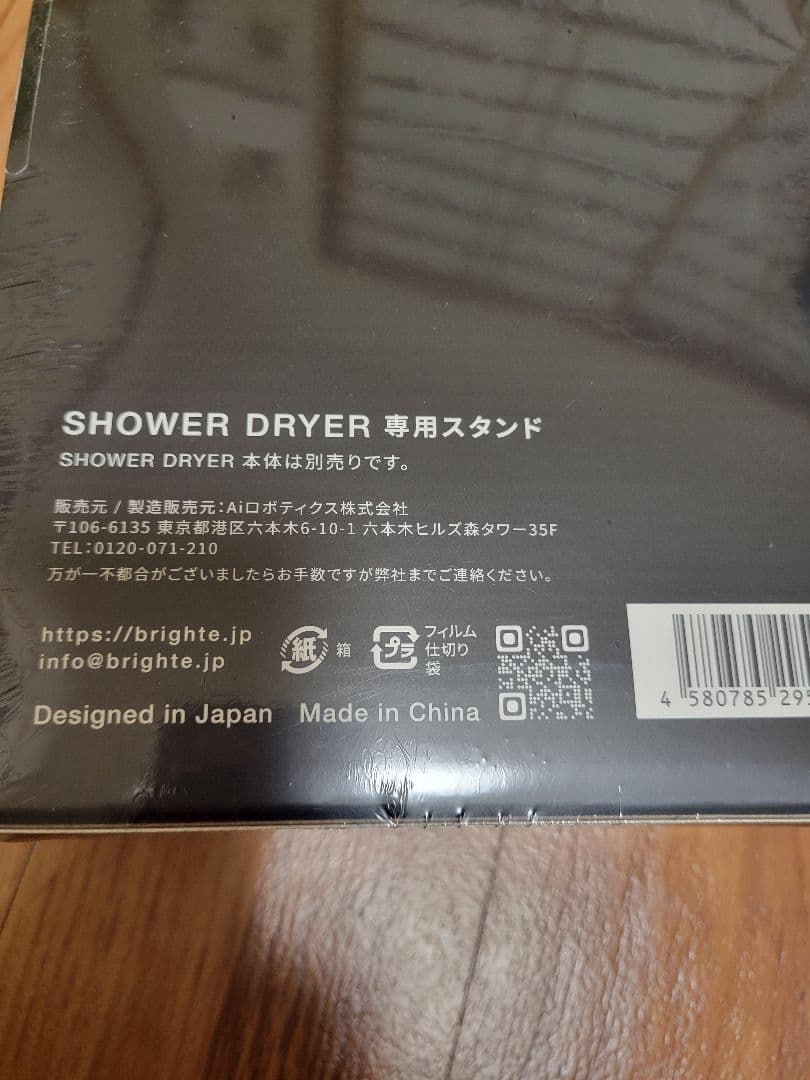 SHOWER DRYER 専用スタンド
SHOWER DRYER 本体は別売りです。
販売元 / 製造販売元：Aiロボティクス株式会社
〒106-6135 東京都港区六本木6-10-1 六本木ヒルズ森タワー35F
TEL：0120-071-210
万が一不都合がございましたらお手数ですが弊社までご連絡ください。
https://brighte.jp
info@brighte.jp
紙 箱
プラ フィルム
仕切り
袋
Designed in Japan Made in China
4 580785 295